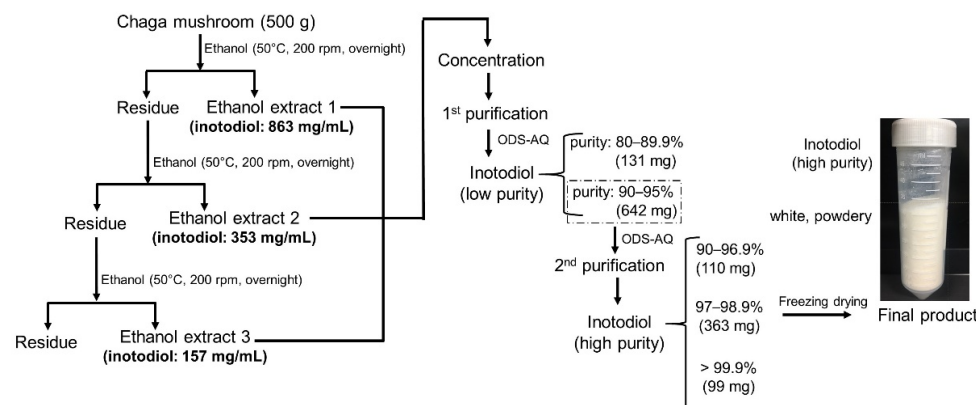 Chaga mushroom (500 g)
Ethanol (50°C, 200 rpm, overnight)
Residue
Ethanol extract 1
(inotodiol: 863 mg/mL)
Ethanol (50°C, 200 rpm, overnight)
Residue
Ethanol extract 2
(inotodiol: 353 mg/mL)
Ethanol (50°C, 200 rpm, overnight)
Residue
Ethanol extract 3
(inotodiol: 157 mg/mL)
Concentration
1st purification
ODS-AQ
Inotodiol
(low purity)
purity: 80–89.9%
(131 mg)
purity: 90–95%
(642 mg)
ODS-AQ
2nd purification
Inotodiol
(high purity)
90–96.9%
(110 mg)
97–98.9%
(363 mg)
> 99.9%
(99 mg)
Freezing drying
Inotodiol
(high purity)
white, powdery
Final product